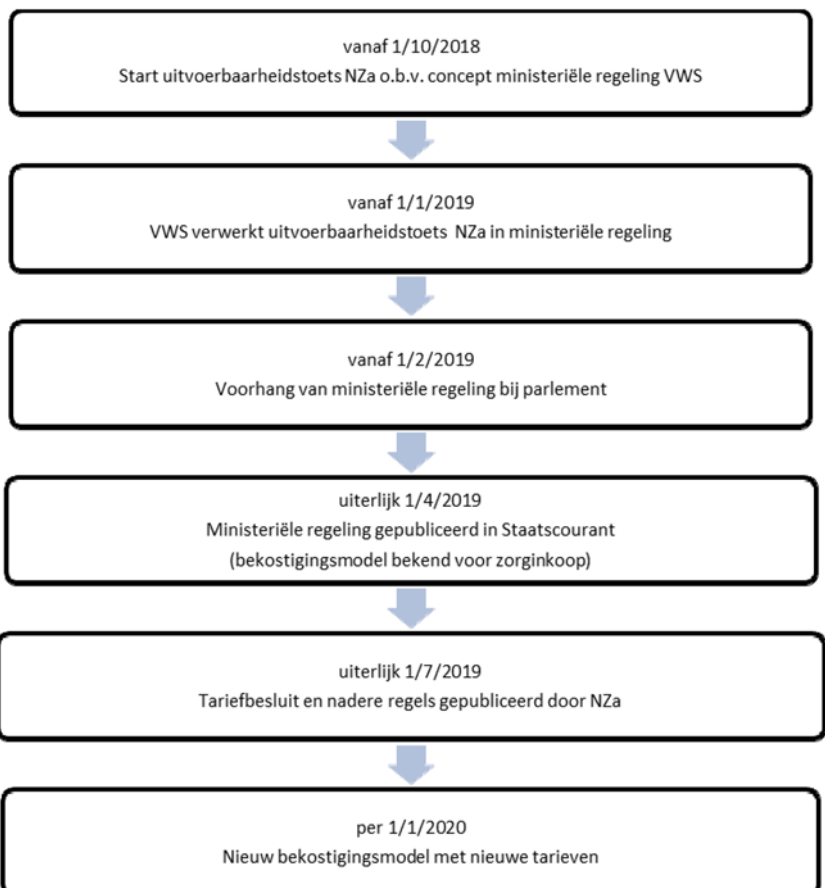 vanaf 1/10/2018
Start uitvoerbaarheidstoets NZa o.b.v. concept ministeriële regeling VWS
vanaf 1/1/2019
VWS verwerkt uitvoerbaarheidstoets NZa in ministeriële regeling
vanaf 1/2/2019
Voorhang van ministeriële regeling bij parlement
uiterlijk 1/4/2019
Ministeriële regeling gepubliceerd in Staatscourant
(bekostigingsmodel bekend voor zorginkoop)
uiterlijk 1/7/2019
Tariefbesluit en nadere regels gepubliceerd door NZa
per 1/1/2020
Nieuw bekostigingsmodel met nieuwe tarieven